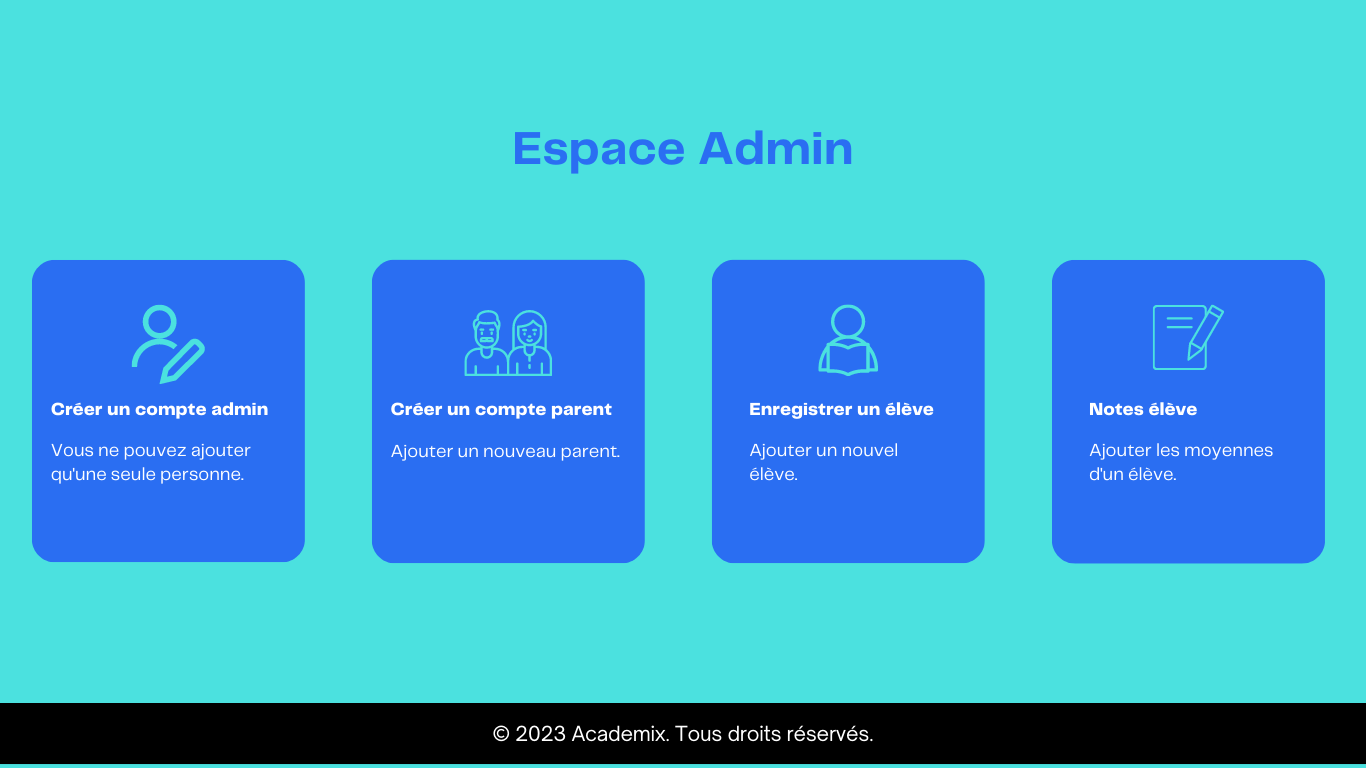 Espace Admin
Créer un compte admin
Vous ne pouvez ajouter
qu'une seule personne.
Créer un compte parent
Ajouter un nouveau parent.
Enregistrer un élève
Ajouter un nouvel
élève.
Notes élève
Ajouter les moyennes
d'un élève.
© 2023 Academix. Tous droits réservés.